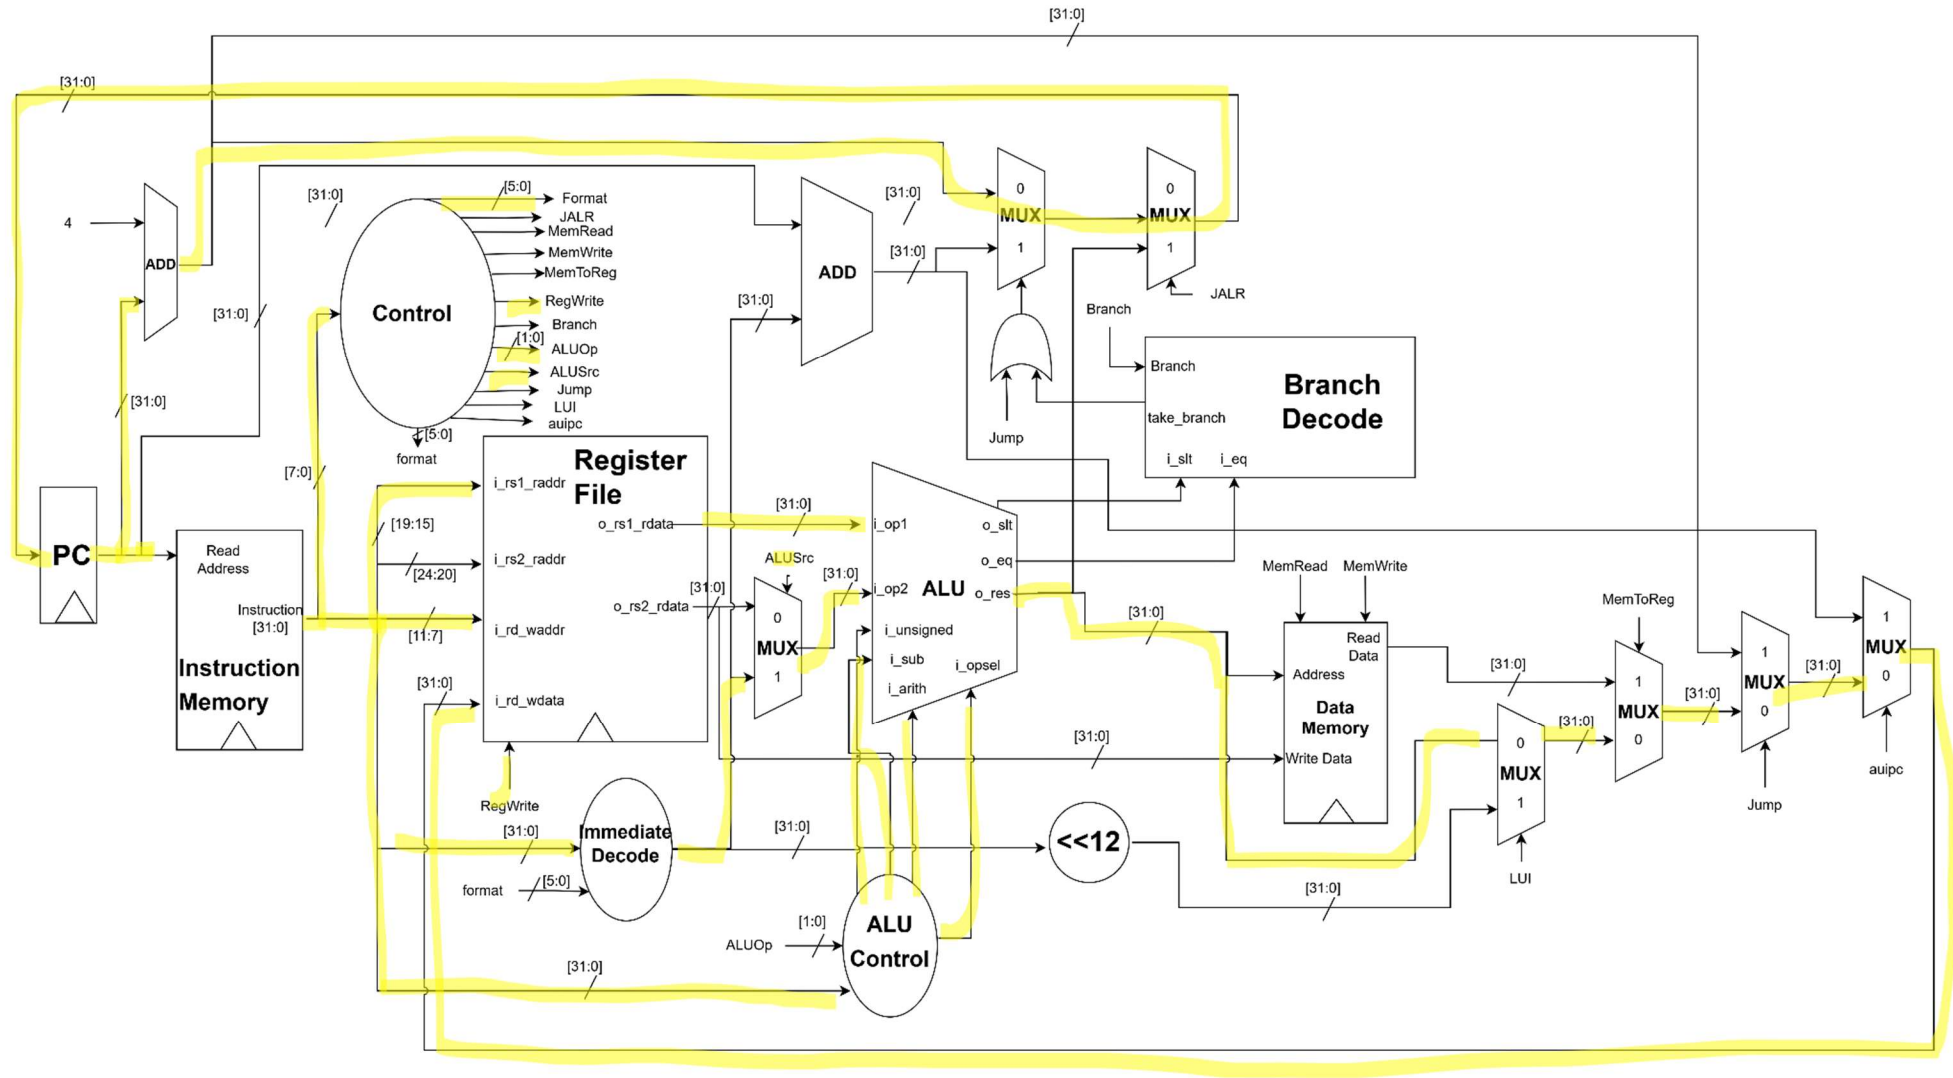 [31:0]
[31:0]
4
ADD
[31:0]
[31:0]
[31:0]
PC
Read
Address
Instruction
[31:0]
Instruction
Memory
[7:0]
Control
[5:0]
Format
JALR
MemRead
MemWrite
MemToReg
RegWrite
Branch
[1:0]
ALUOp
ALUSrc
Jump
LUI
auipc
[5:0]
format
[19:15]
[24:20]
[11:7]
[31:0]
Register
File
i_rs1_raddr
o_rs1_rdata
i_rs2_raddr
o_rs2_rdata
i_rd_waddr
i_rd_wdata
RegWrite
[31:0]
Immediate
Decode
format
[5:0]
[31:0]
ADD
[31:0]
[31:0]
[31:0]
ALUSrc
[31:0]
[31:0]
0
MUX
1
i_op1
o_slt
o_eq
i_op2
ALU
o_res
i_unsigned
i_sub
i_opsel
i_arith
[31:0]
<<12
[31:0]
ALUOp
[1:0]
ALU
Control
[31:0]
0
MUX
1
0
MUX
1
JALR
Jump
Branch
Branch
take_branch
i_slt
i_eq
Branch
Decode
[31:0]
MemRead
MemWrite
Read
Data
Address
Data
Memory
Write Data
[31:0]
[31:0]
0
MUX
1
LUI
[31:0]
MemToReg
1
MUX
0
[31:0]
1
MUX
0
Jump
[31:0]
1
MUX
0
auipc